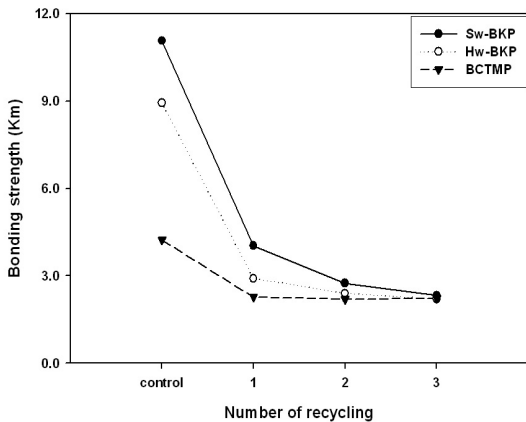 12.0
9.0
6.0
3.0
0.0
Bonding strength (Km)
Sw-BKP
Hw-BKP
BCTMP
control 1 2 3
Number of recycling